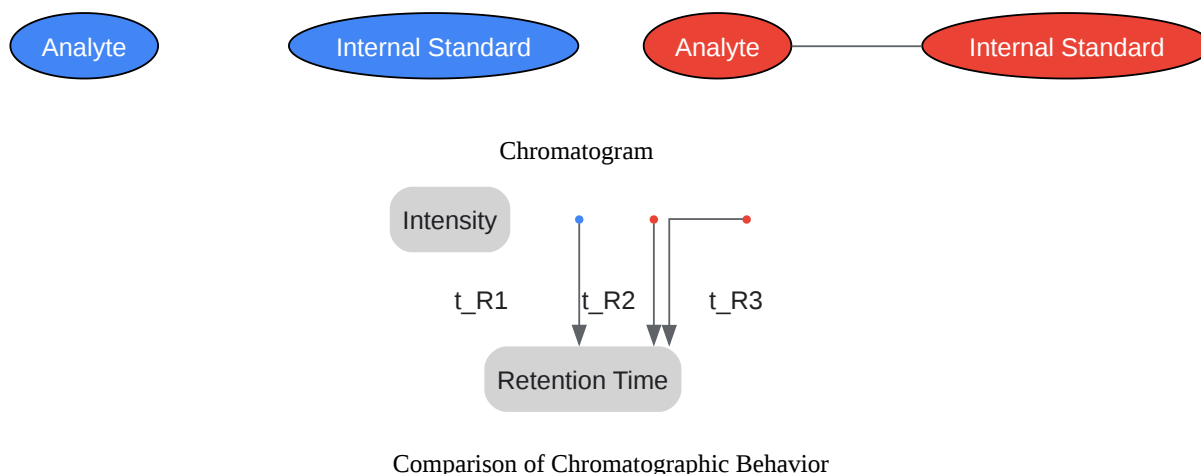 Analyte Internal Standard Analyte Internal Standard
Chromatogram
Intensity
t_R1 t_R2 t_R3
Retention Time
Comparison of Chromatographic Behavior